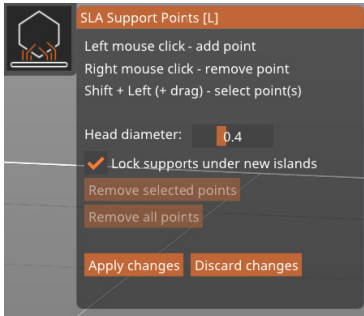 SLA Support Points [L]
Left mouse click - add point
Right mouse click - remove point
Shift + Left (+ drag) - select point(s)
Head diameter: 0.4
Lock supports under new islands
Remove selected points
Remove all points
Apply changes Discard changes